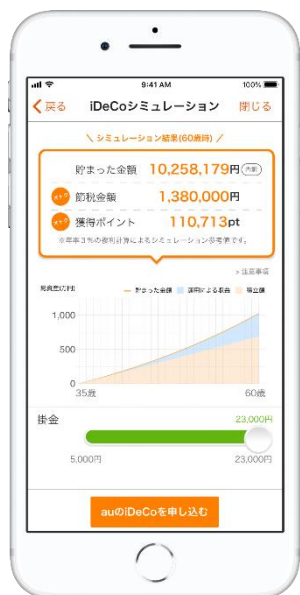 9:41 AM
100%
戻る
iDeCoシミュレーション
閉じる
\ シミュレーション結果(60歳時) /
貯まった金額 10,258,179円 内訳
節税金額 1,380,000円
獲得ポイント 110,713pt
※年率3%の複利計算によるシミュレーション参考値です。
> 注意事項
貯まった金額 運用による収益 積立額
1,000
500
0
35歳 60歳
掛金 23,000円
5,000円 23,000円
auのiDeCoを申し込む